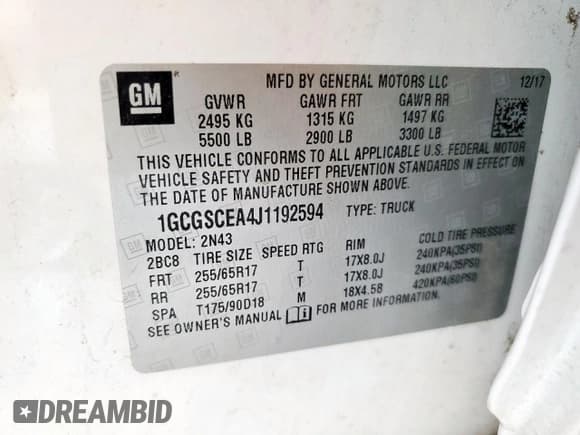 GM
MFD BY GENERAL MOTORS LLC 12/17
GVWR GAWR FRT GAWR RR
2495 KG 1315 KG 1497 KG
5500 LB 2900 LB 3300 LB
THIS VEHICLE CONFORMS TO ALL APPLICABLE U.S. FEDERAL MOTOR
VEHICLE SAFETY AND THEFT PREVENTION STANDARDS IN EFFECT ON
THE DATE OF MANUFACTURE SHOWN ABOVE.
1GCGSCEA4J1192594 TYPE: TRUCK
MODEL: 2N43
2BC8 TIRE SIZE SPEED RTG RIM COLD TIRE PRESSURE
FRT 255/65R17 T 17X8.0J 240KPA(35PSI)
RR 255/65R17 T 17X8.0J 240KPA(35PSI)
SPA T175/90D18 M 18X4.5B 420KPA(60PSI)
SEE OWNER'S MANUAL FOR MORE INFORMATION
DREAMBID